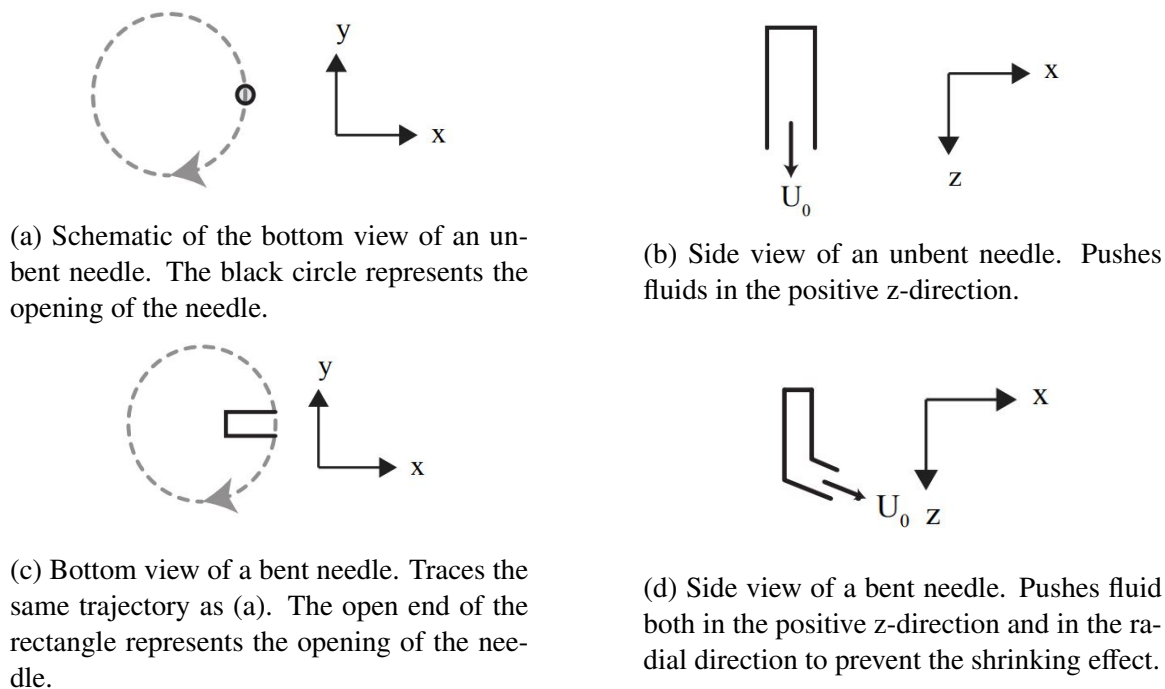 y
x
(a) Schematic of the bottom view of an un-
bent needle. The black circle represents the
opening of the needle.
x
z
U0
(b) Side view of an unbent needle. Pushes
fluids in the positive z-direction.
y
x
(c) Bottom view of a bent needle. Traces the
same trajectory as (a). The open end of the
rectangle represents the opening of the nee-
dle.
x
U0 z
(d) Side view of a bent needle. Pushes fluid
both in the positive z-direction and in the ra-
dial direction to prevent the shrinking effect.